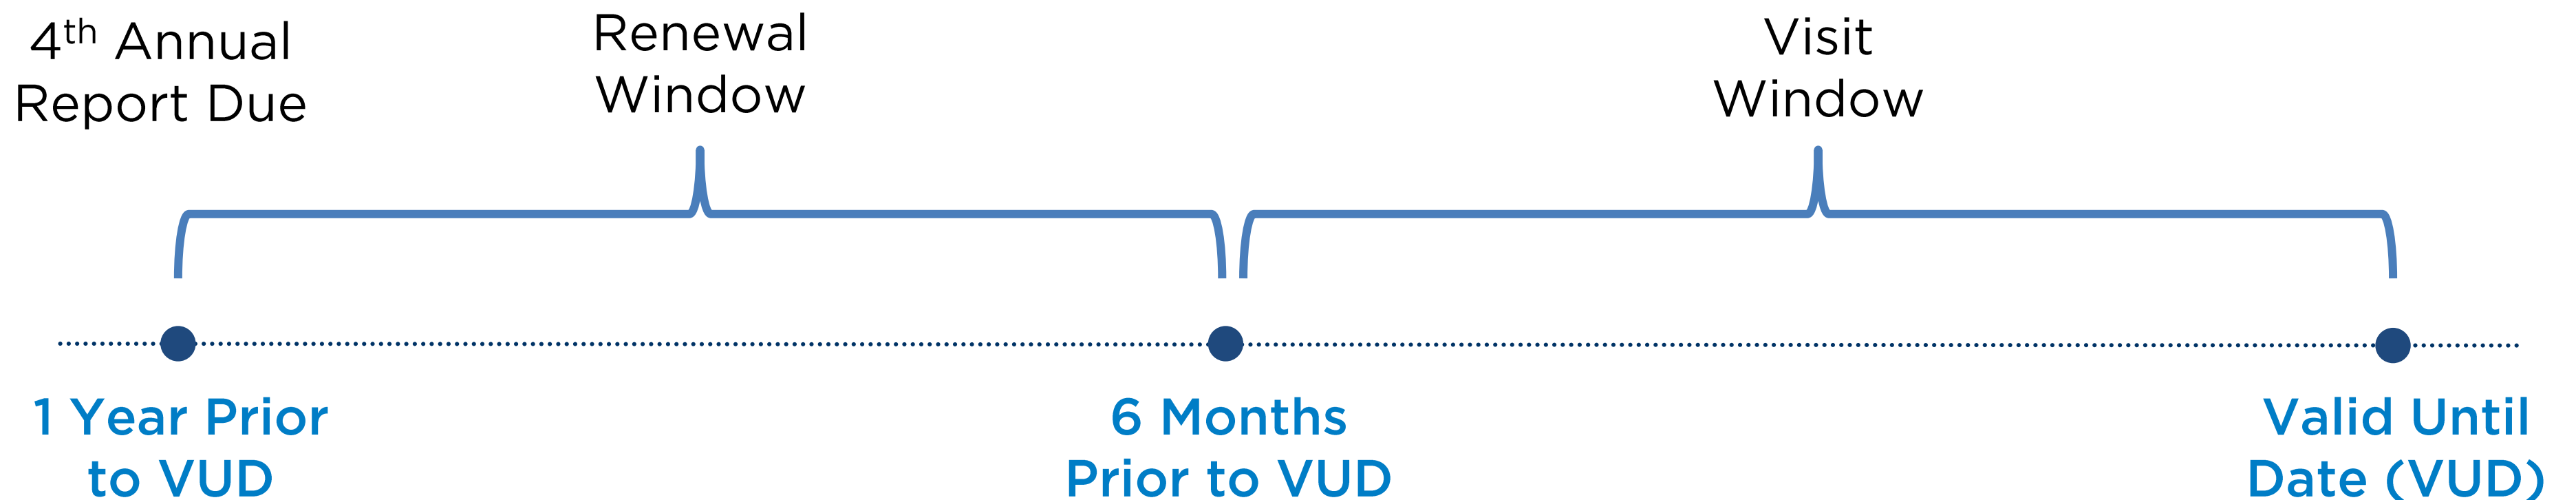 4th Annual
Report Due
Renewal
Window
Visit
Window
1 Year Prior
to VUD
6 Months
Prior to VUD
Valid Until
Date (VUD)